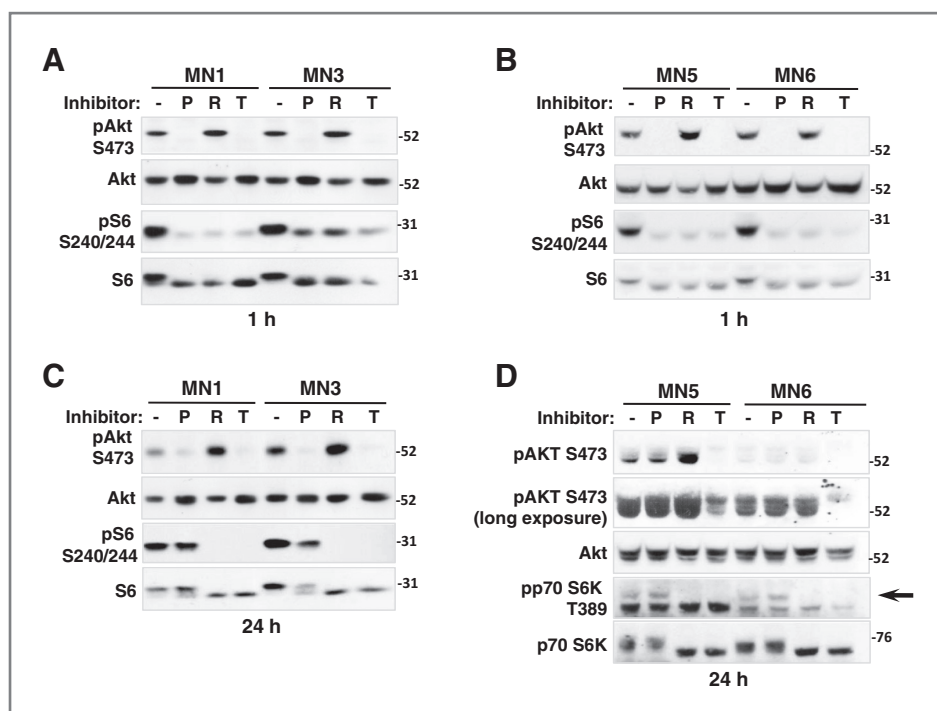 A
MN1 MN3
Inhibitor: - P R T - P R T
pAkt
S473
-52
Akt
-52
pS6
S240/244
-31
S6
-31
1 h
B
MN5 MN6
Inhibitor: - P R T - P R T
pAkt
S473
-52
Akt
-52
pS6
S240/244
-31
S6
-31
1 h
C
MN1 MN3
Inhibitor: - P R T - P R T
pAkt
S473
-52
Akt
-52
pS6
S240/244
-31
S6
-31
24 h
D
MN5 MN6
Inhibitor: - P R T - P R T
pAKT S473
-52
pAKT S473
(long exposure)
-52
Akt
-52
pp70 S6K
T389
p70 S6K
-76
24 h